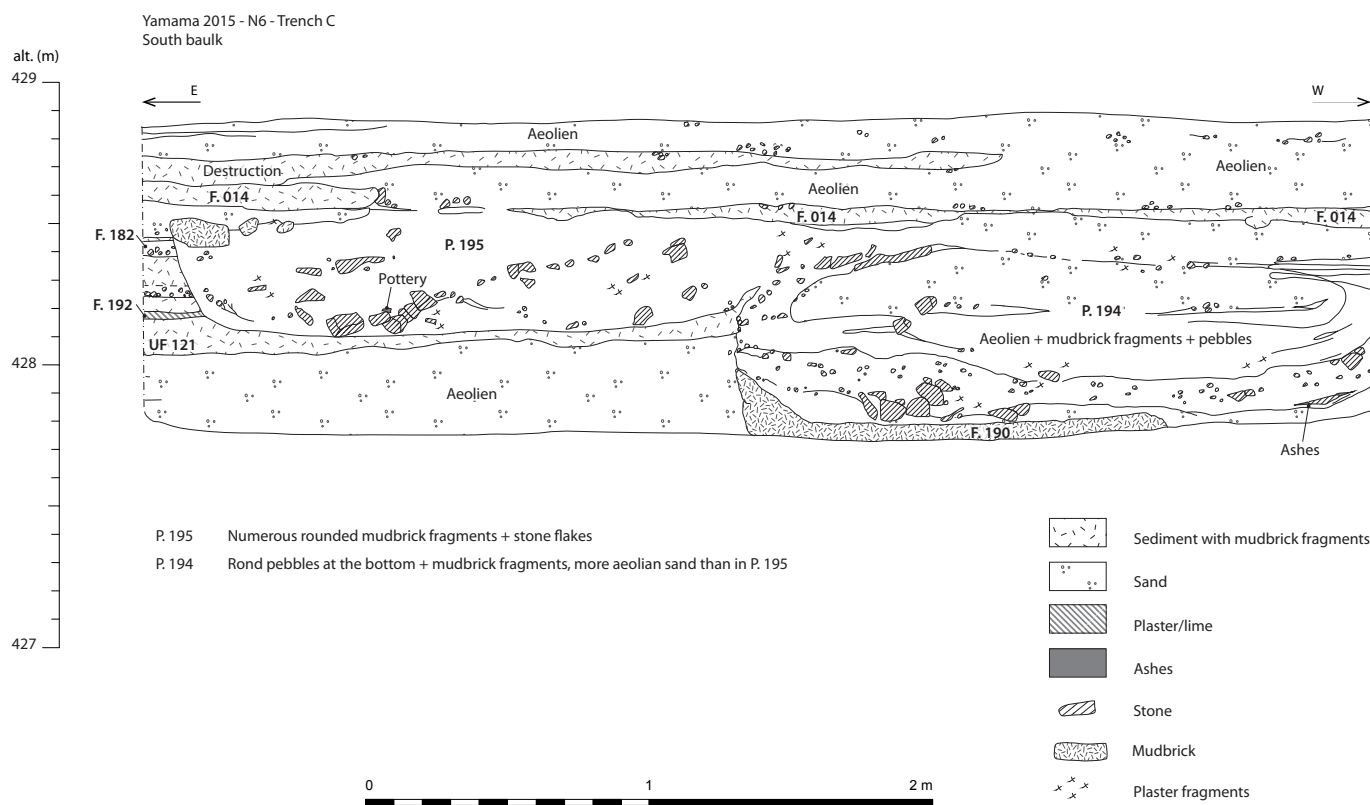 Yamama 2015 - N6 - Trench C
South baulk
alt. (m)
429
E
W
Aeolien
Destruction
Aeolien
Aeolien
F. 014
F. 014
F. 014
F. 182
P. 195
Pottery
F. 192
P. 194
UF 121
Aeolien + mudbrick fragments + pebbles
428
Aeolien
F. 190
Ashes
P. 195 Numerous rounded mudbrick fragments + stone flakes
P. 194 Rond pebbles at the bottom + mudbrick fragments, more aeolian sand than in P. 195
427
Sediment with mudbrick fragments
Sand
Plaster/lime
Ashes
Stone
Mudbrick
Plaster fragments
0 1 2 m